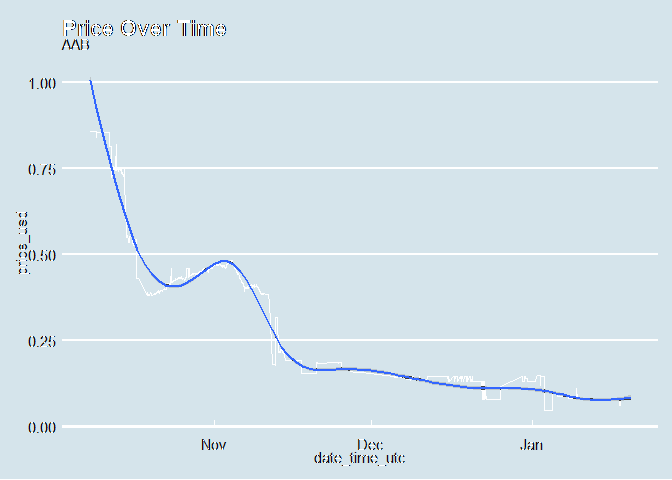 Price Over Time
AAB
1.00
0.75
0.50
0.25
0.00
Nov
Dec
Jan
date_time_utc
price_usd